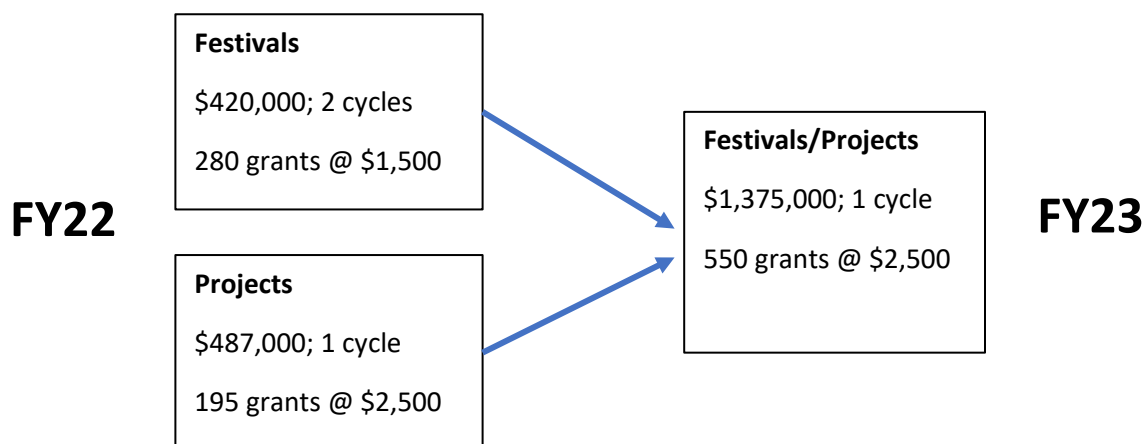 FY22
Festivals
$420,000; 2 cycles
280 grants @ $1,500
Projects
$487,000; 1 cycle
195 grants @ $2,500
Festivals/Projects
$1,375,000; 1 cycle
550 grants @ $2,500
FY23